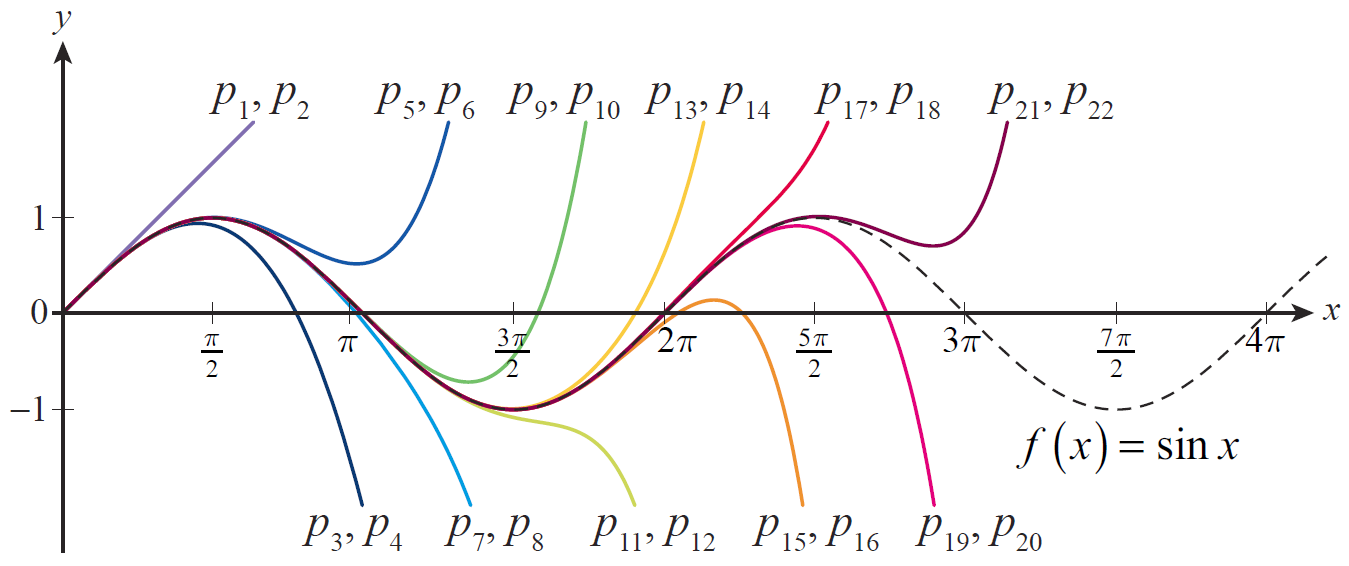 y
p₁, p₂ p₅, p₆ p₉, p₁₀ p₁₃, p₁₄ p₁₇, p₁₈ p₂₁, p₂₂
1
0 x
π/2 π 3π/2 2π 5π/2 3π 7π/2 4π
−1
f(x) = sin x
p₃, p₄ p₇, p₈ p₁₁, p₁₂ p₁₅, p₁₆ p₁₉, p₂₀